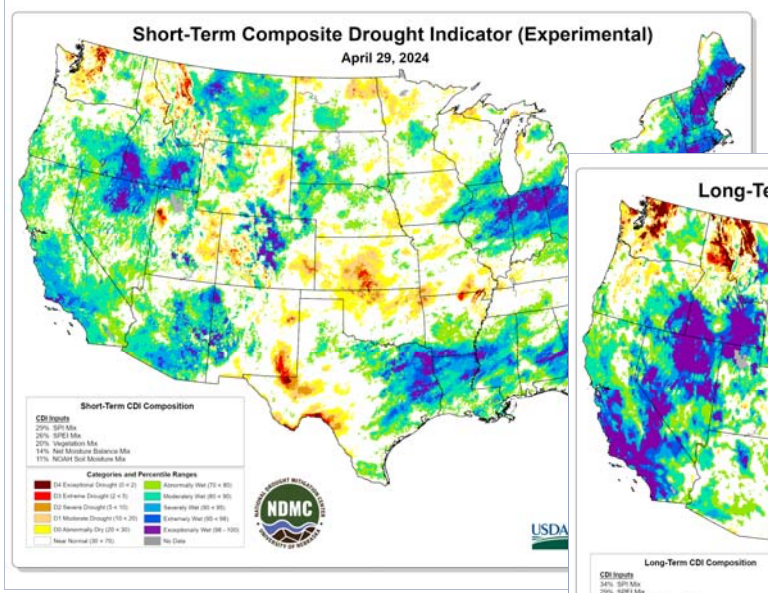 Short-Term Composite Drought Indicator (Experimental)
April 29, 2024
Short-Term CDI Composition
CDI Inputs
29% SPI Mix
26% SPEI Mix
20% Vegetation Mix
14% Net Moisture Balance Mix
11% NOAH Soil Moisture Mix
Categories and Percentile Ranges
D4 Exceptional Drought (0 < 2)
D3 Extreme Drought (2 < 5)
D2 Severe Drought (5 < 10)
D1 Moderate Drought (10 < 20)
D0 Abnormally Dry (20 < 30)
Near Normal (30 < 70)
Abnormally Wet (70 < 80)
Moderately Wet (80 < 90)
Severely Wet (90 < 95)
Extremely Wet (95 < 98)
Exceptionally Wet (98 - 100)
No Data
NATIONAL DROUGHT MITIGATION CENTER
NDMC
UNIVERSITY OF NEBRASKA
USDA
Long-Te
Long-Term CDI Composition
CDI Inputs
34% SPI Mix